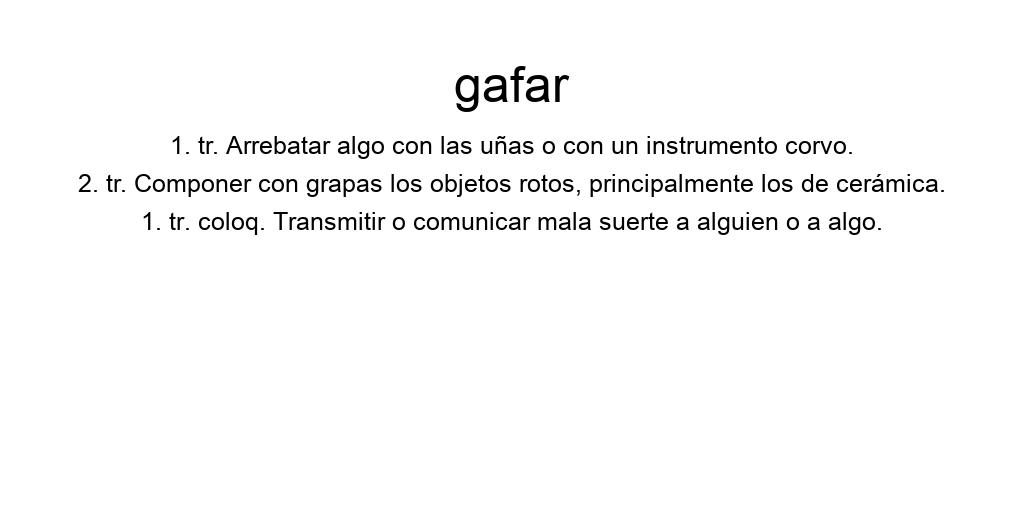 gafar
1. tr. Arrebatar algo con las uñas o con un instrumento corvo.
2. tr. Componer con grapas los objetos rotos, principalmente los de cerámica.
1. tr. coloq. Transmitir o comunicar mala suerte a alguien o a algo.